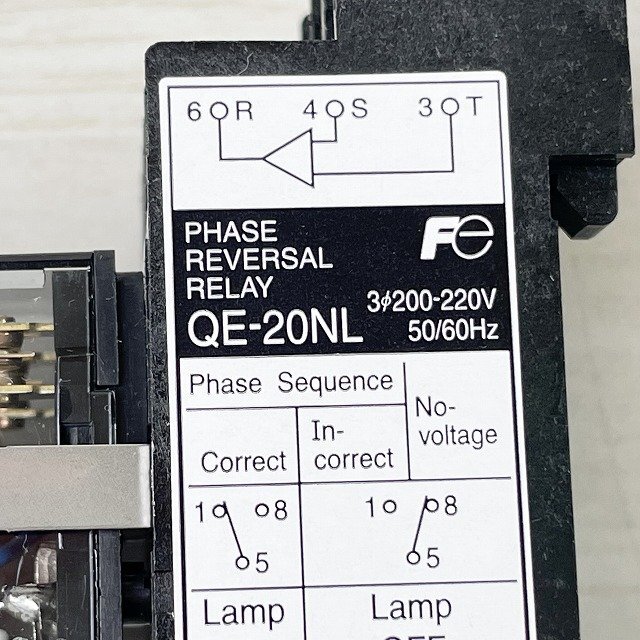 6 R 4 S 3 T
PHASE
REVERSAL
RELAY
Fe
3φ200-220V
QE-20NL
50/60Hz
Phase Sequence
No-
voltage
Correct
In-
correct
1 8
5
1 8
5
Lamp
Lamp